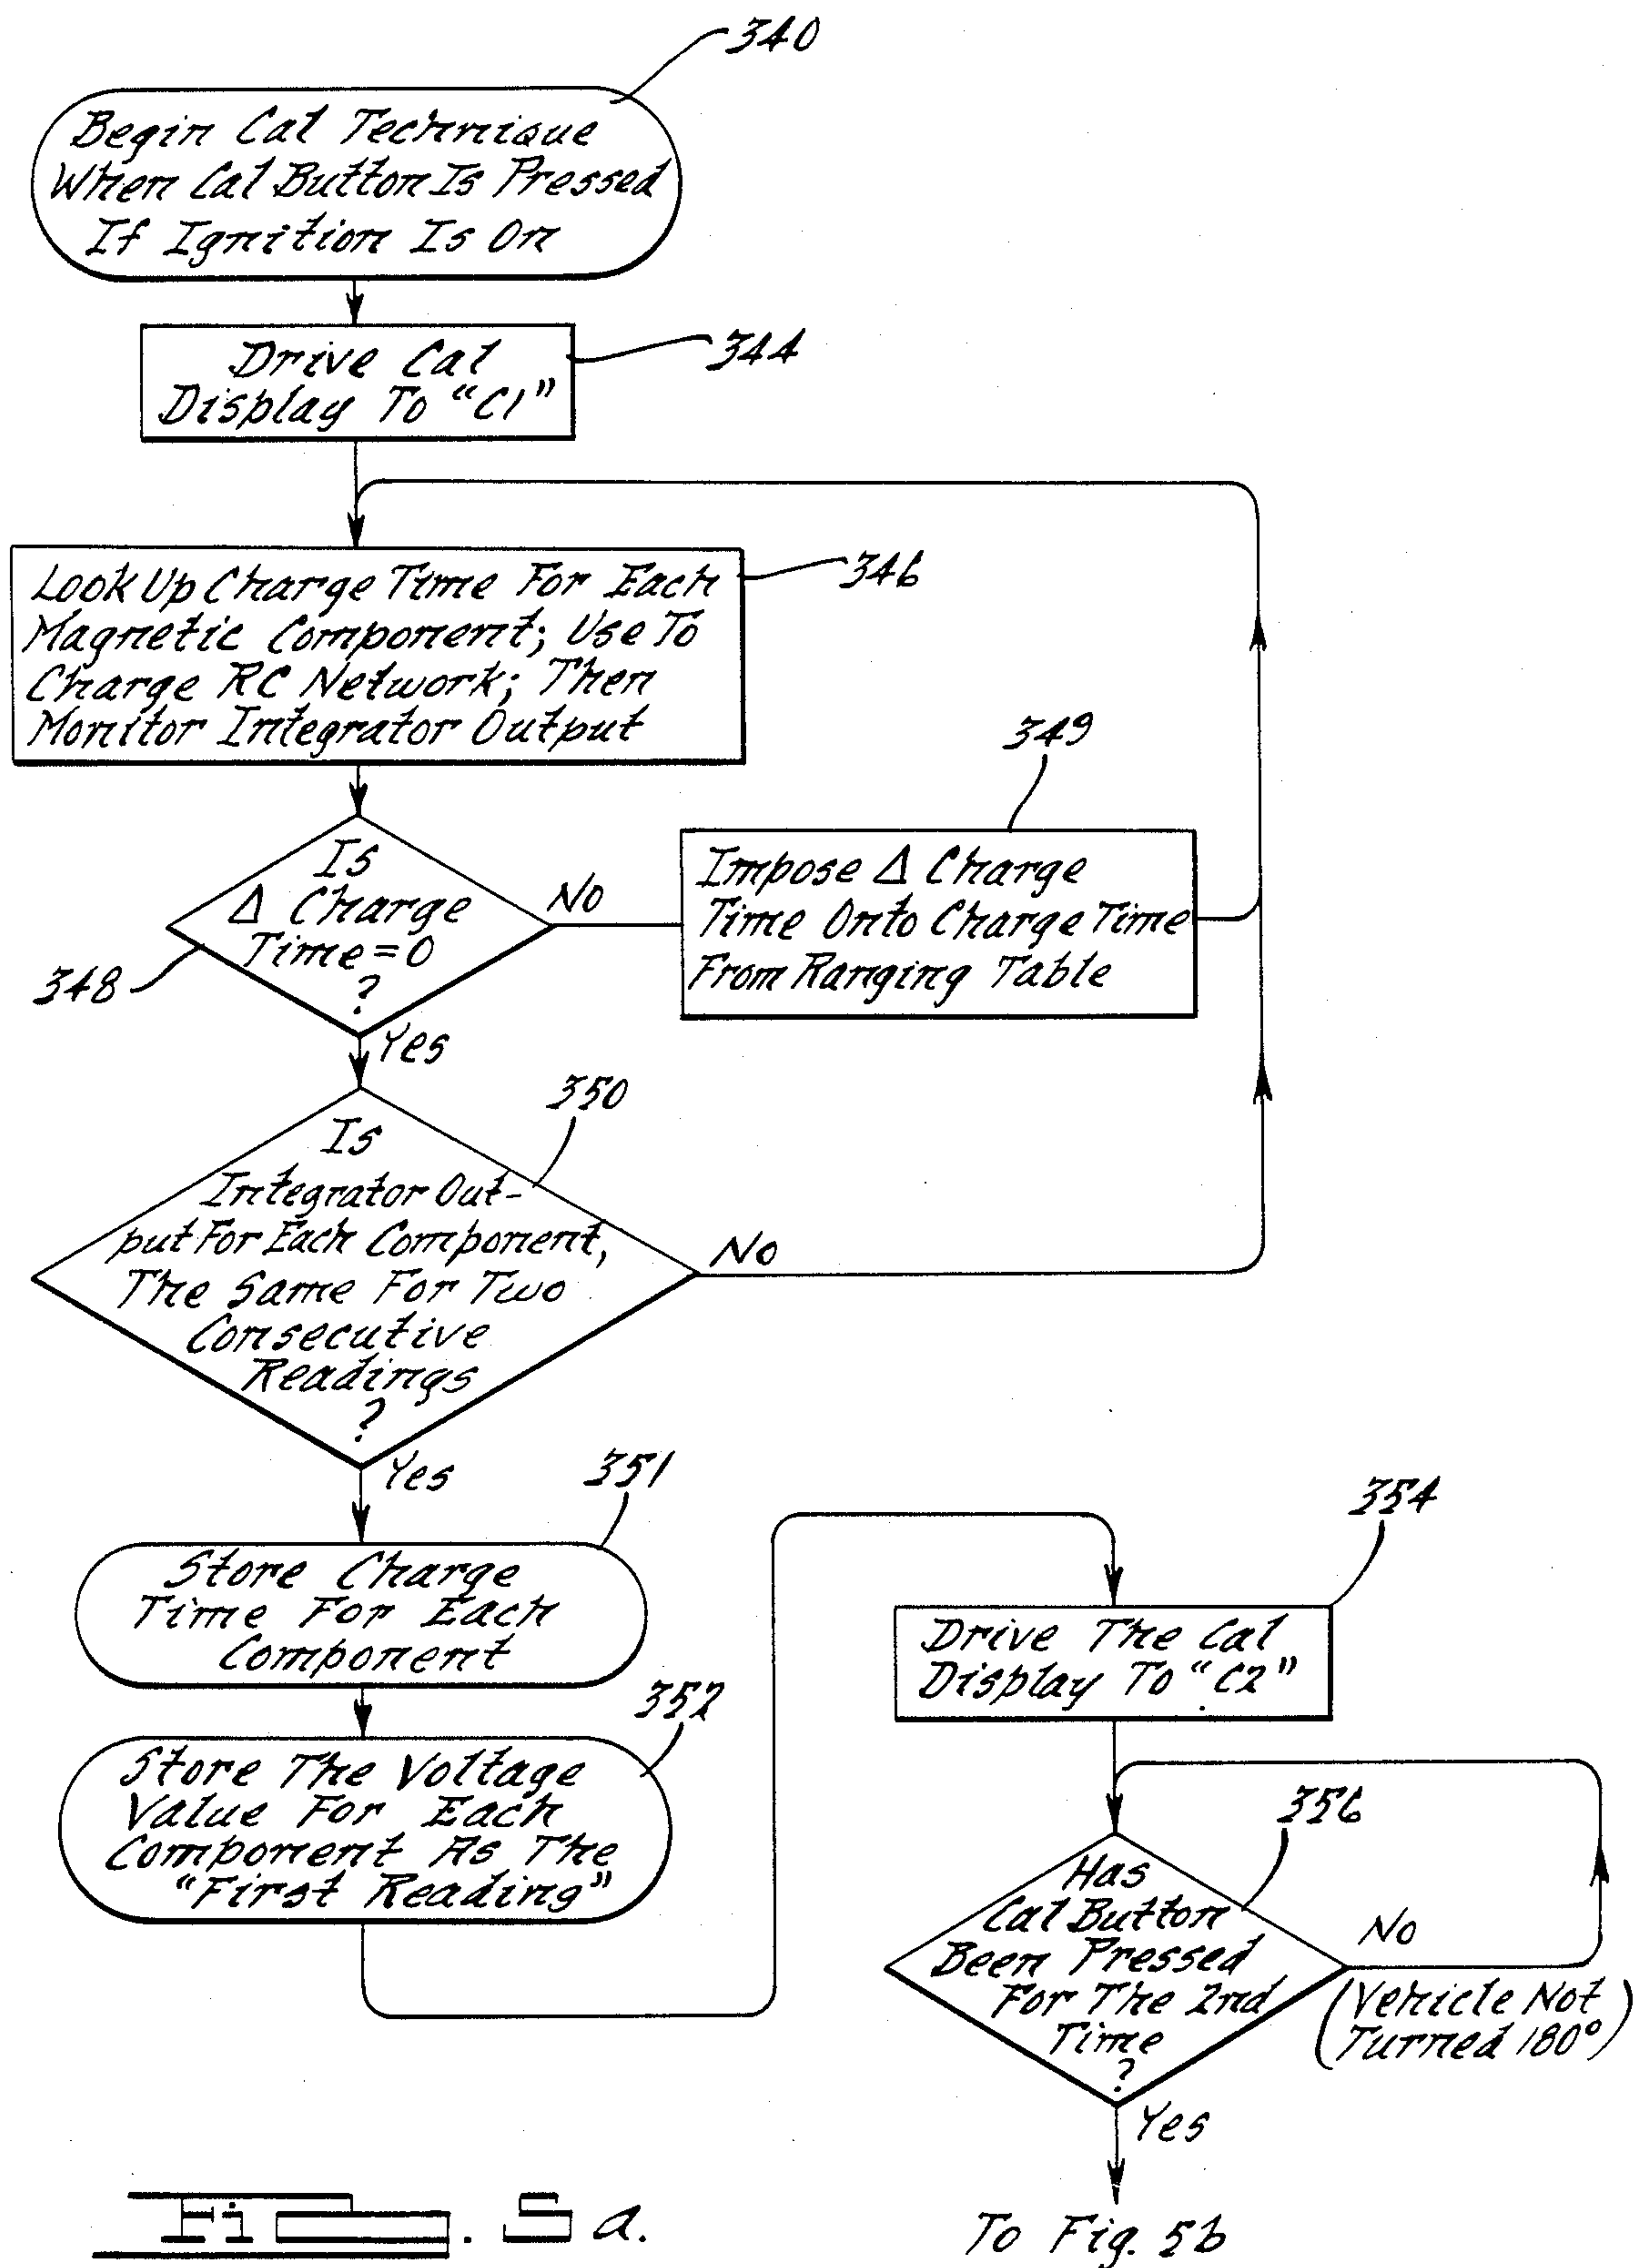 340
Begin Cal Technique
When Cal Button Is Pressed
If Ignition Is On
344
Drive Cal
Display To "C1"
346
Look Up Charge Time For Each
Magnetic Component; Use To
Charge RC Network; Then
Monitor Integrator Output
349
Impose Δ Charge
Time Onto Charge Time
From Ranging Table
Is
Δ Charge
Time=0
?
No
348
Yes
350
Is
Integrator Out-
put For Each Component,
The Same For Two
Consecutive
Readings
?
No
Yes
351
Store Charge
Time For Each
Component
352
Store The Voltage
Value For Each
Component As The
"First Reading"
354
Drive The Cal
Display To "C2"
356
Has
Cal Button
Been Pressed
For The 2nd
Time
?
No
(Vehicle Not
Turned 180°)
Yes
To Fig. 5b
Fig. 5a.